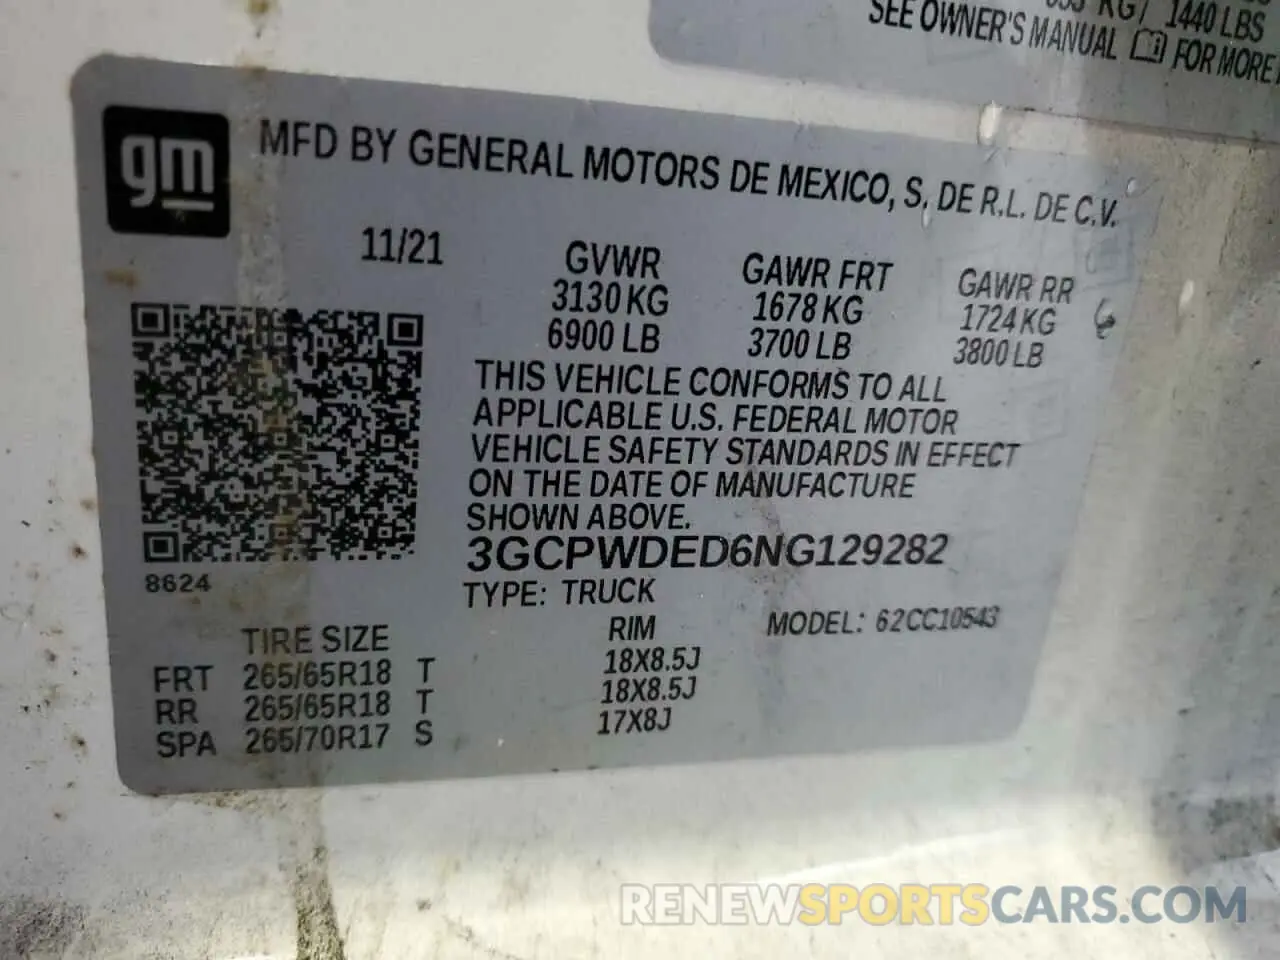 KG / 1440 LBS
SEE OWNER'S MANUAL FOR MORE
gm
MFD BY GENERAL MOTORS DE MEXICO, S. DE R.L. DE C.V.
11/21
GVWR GAWR FRT GAWR RR
3130 KG 1678 KG 1724 KG
6900 LB 3700 LB 3800 LB
THIS VEHICLE CONFORMS TO ALL
APPLICABLE U.S. FEDERAL MOTOR
VEHICLE SAFETY STANDARDS IN EFFECT
ON THE DATE OF MANUFACTURE
SHOWN ABOVE.
3GCPWDED6NG129282
8624
TYPE: TRUCK MODEL: 62CC10543
TIRE SIZE RIM
FRT 265/65R18 T 18X8.5J
RR 265/65R18 T 18X8.5J
SPA 265/70R17 S 17X8J
RENEWSPORTSCARS.COM